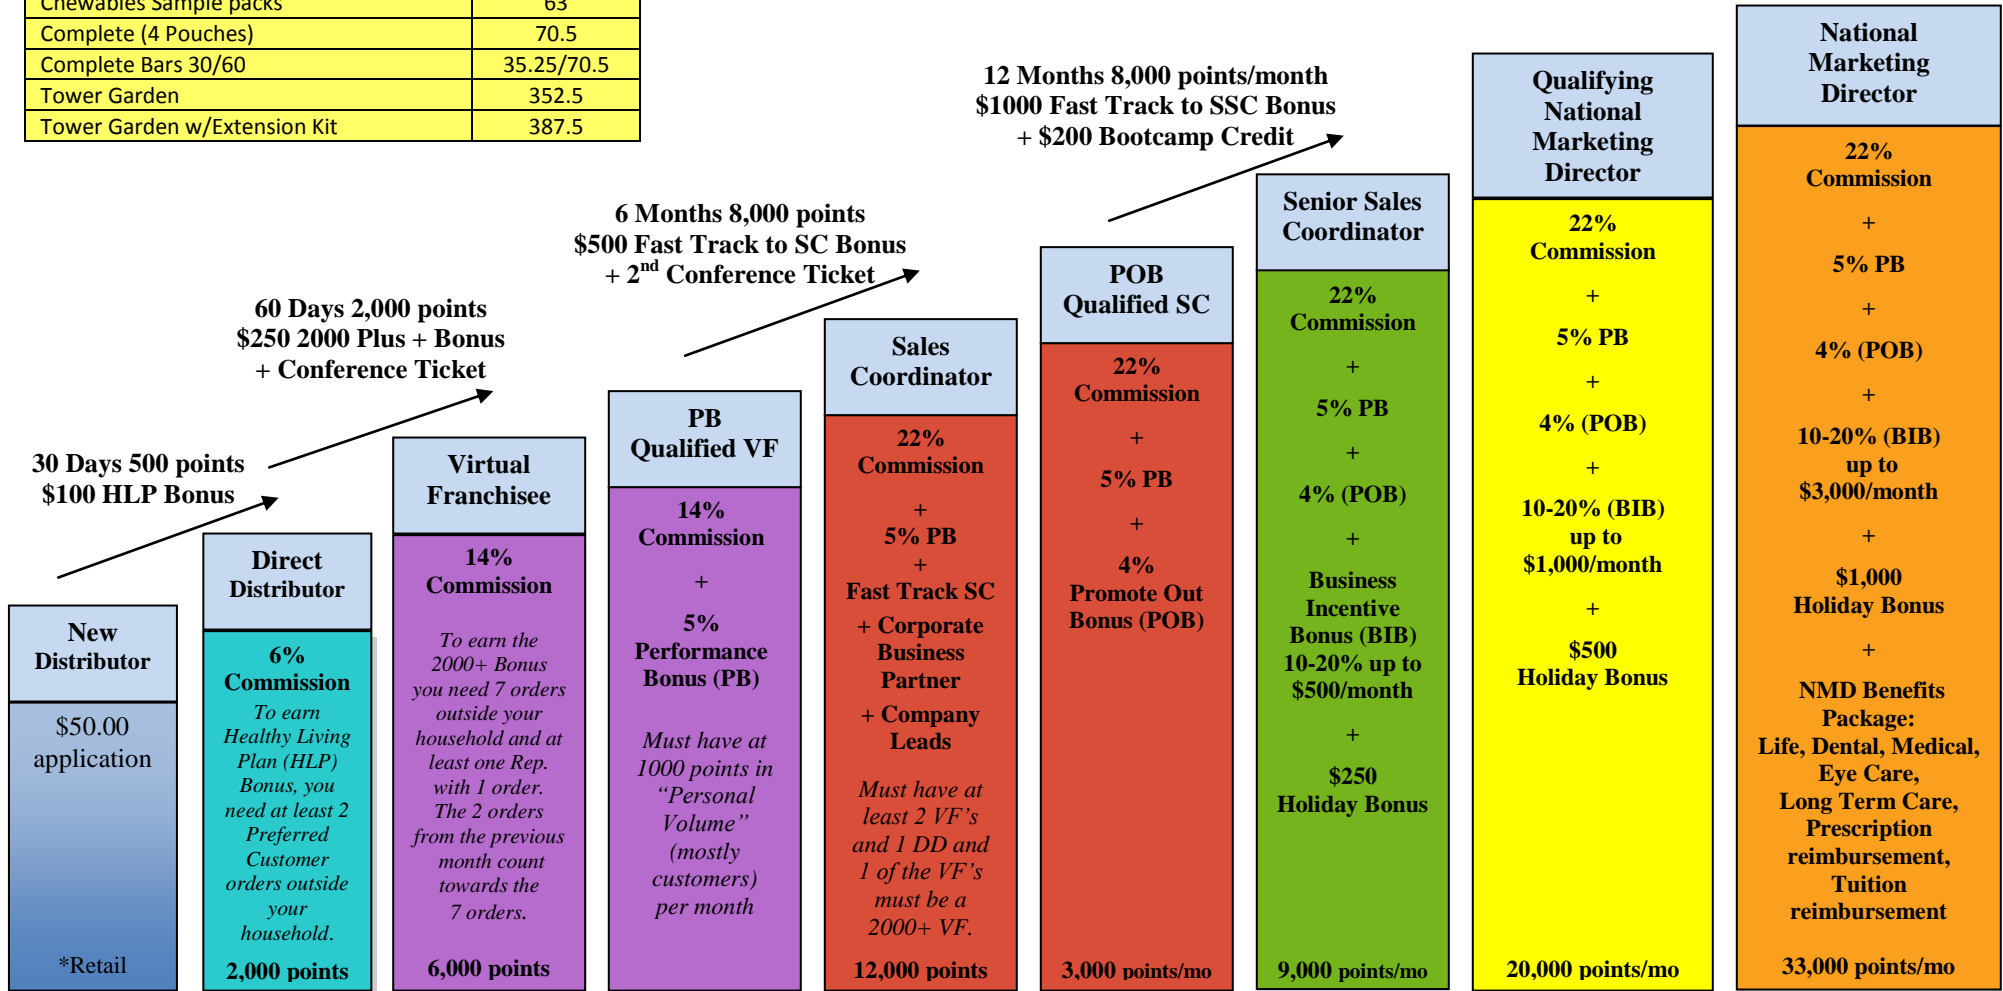 Chewables Sample packs 63
Complete (4 Pouches) 70.5
Complete Bars 30/60 35.25/70.5
Tower Garden 352.5
Tower Garden w/Extension Kit 387.5
30 Days 500 points
$100 HLP Bonus
60 Days 2,000 points
$250 2000 Plus + Bonus
+ Conference Ticket
6 Months 8,000 points
$500 Fast Track to SC Bonus
+ 2nd Conference Ticket
12 Months 8,000 points/month
$1000 Fast Track to SSC Bonus
+ $200 Bootcamp Credit
New
Distributor
$50.00
application
*Retail
Direct
Distributor
6%
Commission
To earn
Healthy Living
Plan (HLP)
Bonus, you
need at least 2
Preferred
Customer
orders outside
your
household.
2,000 points
Virtual
Franchisee
14%
Commission
To earn the
2000+ Bonus
you need 7 orders
outside your
household and at
least one Rep.
with 1 order.
The 2 orders
from the previous
month count
towards the
7 orders.
6,000 points
PB
Qualified VF
14%
Commission
+
5%
Performance
Bonus (PB)
Must have at
1000 points in
“Personal
Volume”
(mostly
customers)
per month
Sales
Coordinator
22%
Commission
+
5% PB
+
Fast Track SC
+ Corporate
Business
Partner
+ Company
Leads
Must have at
least 2 VF’s
and 1 DD and
1 of the VF’s
must be a
2000+ VF.
12,000 points
POB
Qualified SC
22%
Commission
+
5% PB
+
4%
Promote Out
Bonus (POB)
3,000 points/mo
Senior Sales
Coordinator
22%
Commission
+
5% PB
+
4% (POB)
+
Business
Incentive
Bonus (BIB)
10-20% up to
$500/month
+
$250
Holiday Bonus
9,000 points/mo
Qualifying
National
Marketing
Director
22%
Commission
+
5% PB
+
4% (POB)
+
10-20% (BIB)
up to
$1,000/month
+
$500
Holiday Bonus
20,000 points/mo
National
Marketing
Director
22%
Commission
+
5% PB
+
4% (POB)
+
10-20% (BIB)
up to
$3,000/month
+
$1,000
Holiday Bonus
+
NMD Benefits
Package:
Life, Dental, Medical,
Eye Care,
Long Term Care,
Prescription
reimbursement,
Tuition
reimbursement
33,000 points/mo